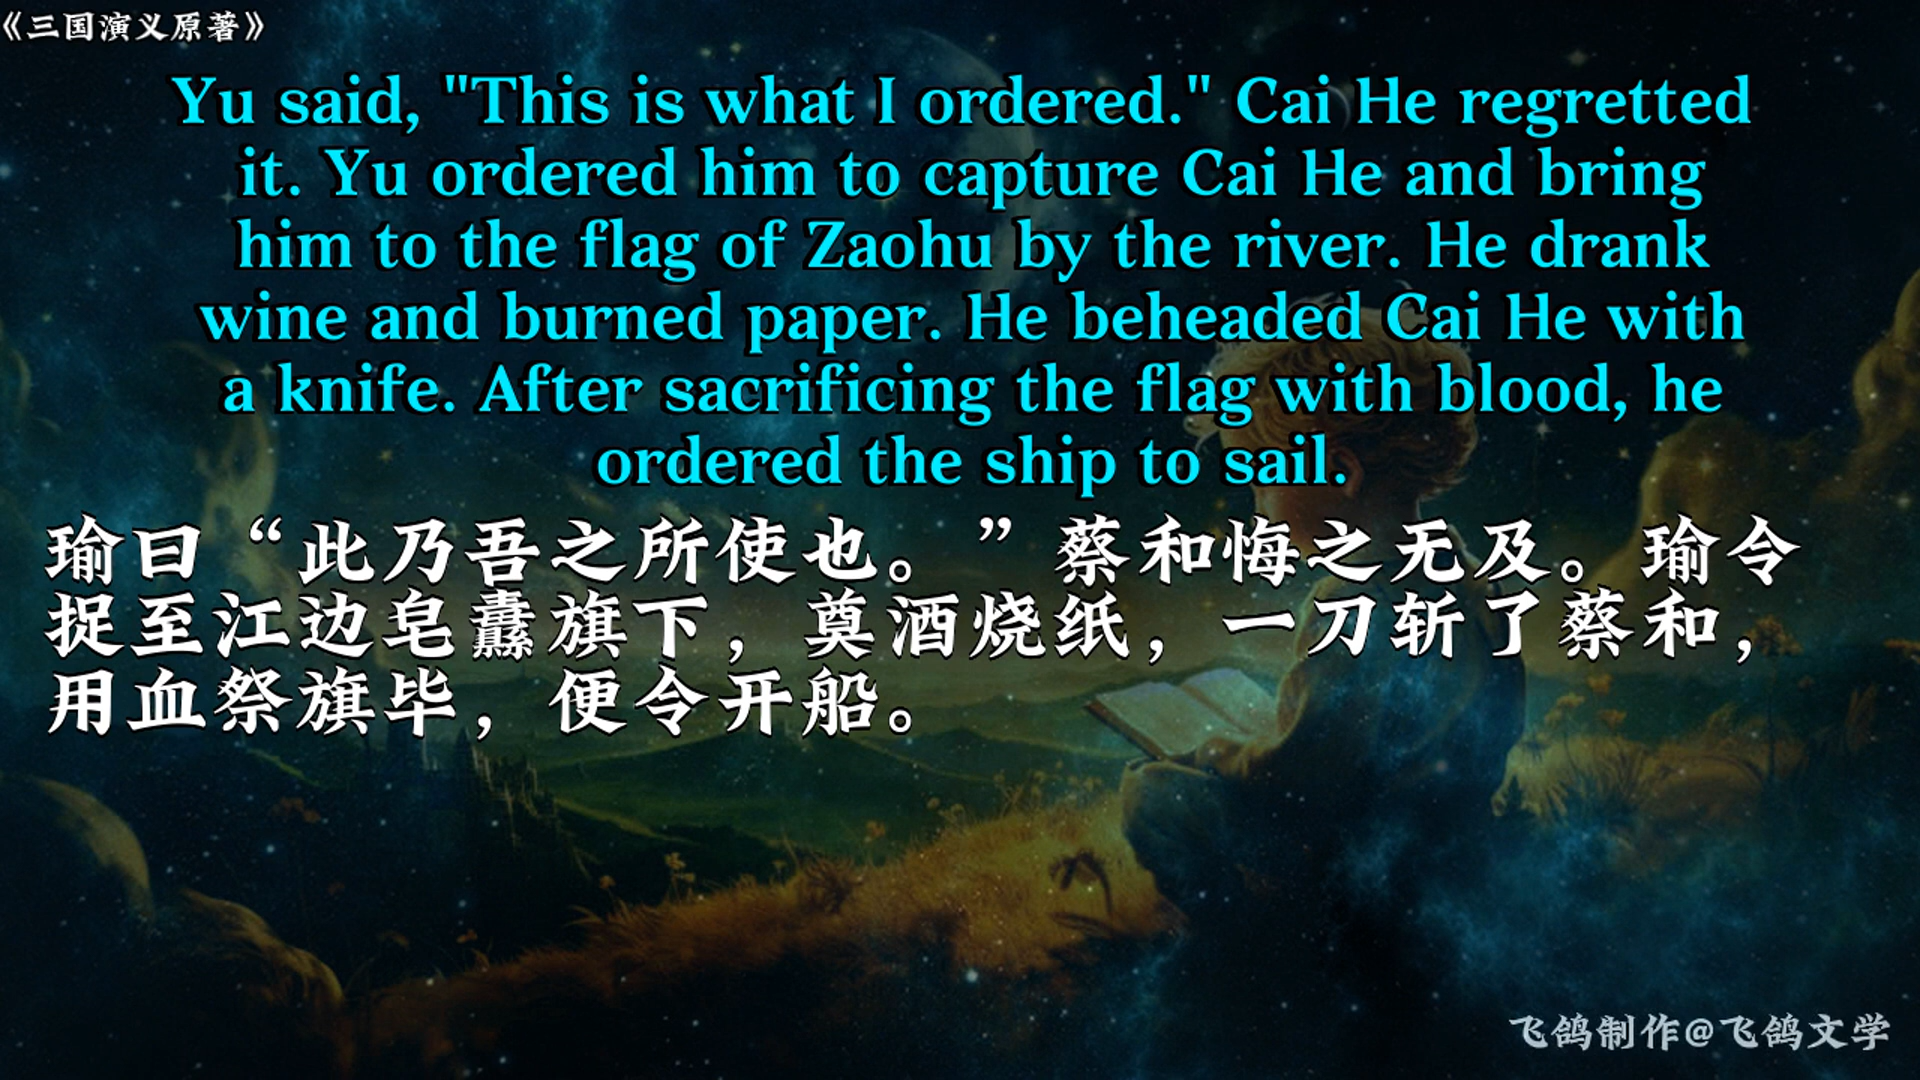 《三国演义原著》
Yu said, "This is what I ordered." Cai He regretted
it. Yu ordered him to capture Cai He and bring
him to the flag of Zaohu by the river. He drank
wine and burned paper. He beheaded Cai He with
a knife. After sacrificing the flag with blood, he
ordered the ship to sail.
瑜曰“此乃吾之所使也。”蔡和悔之无及。瑜令
捉至江边皂纛旗下，奠酒烧纸，一刀斩了蔡和，
用血祭旗毕，便令开船。
飞鸽制作@飞鸽文学